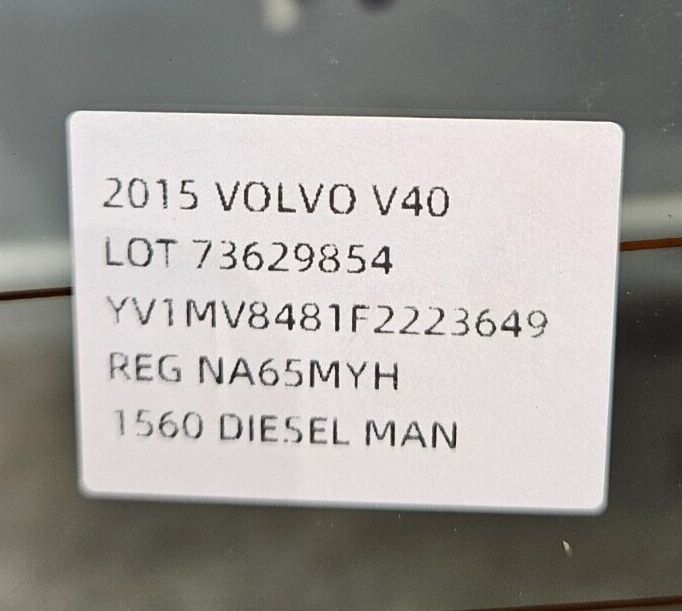 2015 VOLVO V40
LOT 73629854
YV1MV8481F2223649
REG NA65MYH
1560 DIESEL MAN